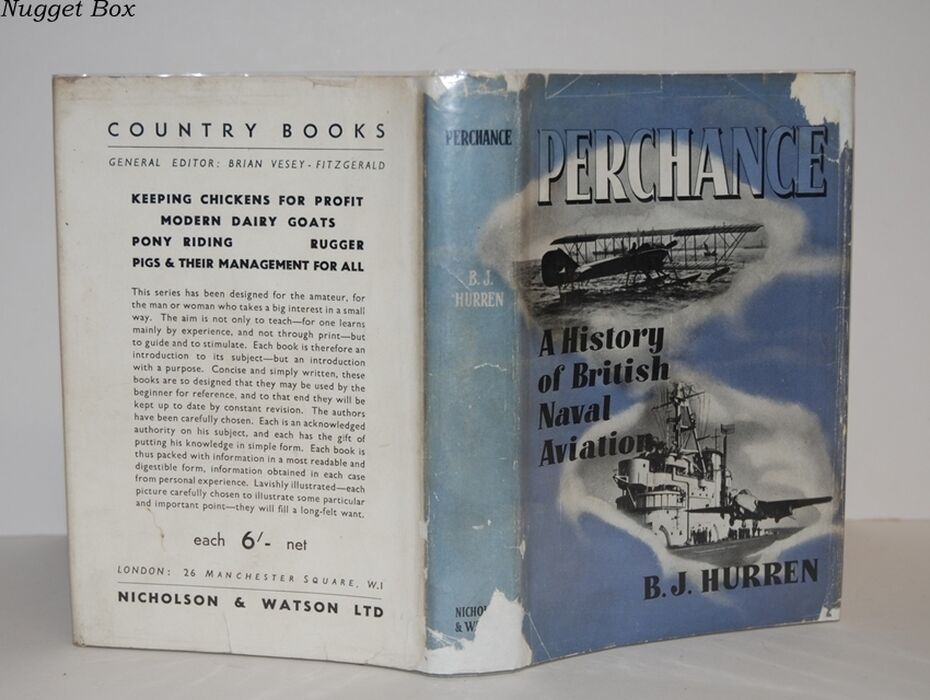 Nugget Box
COUNTRY BOOKS
GENERAL EDITOR: BRIAN VESEY-FITZGERALD
KEEPING CHICKENS FOR PROFIT
MODERN DAIRY GOATS
PONY RIDING RUGGER
PIGS & THEIR MANAGEMENT FOR ALL
This series has been designed for the amateur, for
the man or woman who takes a big interest in a small
way. The aim is not only to teach—for one learns
mainly by experience, and not through print—but
to guide and to stimulate. Each book is therefore an
introduction to its subject—but an introduction
with a purpose. Concise and simply written, these
books are so designed that they may be used by the
beginner for reference, and to that end they will be
kept up to date by constant revision. The authors
have been carefully chosen. Each is an acknowledged
authority on his subject, and each has the gift of
putting his knowledge in simple form. Each book is
thus packed with information in a most readable and
digestible form, information obtained in each case
from personal experience. Lavishly illustrated—each
picture carefully chosen to illustrate some particular
and important point—they will fill a long-felt want.
each 6/- net
LONDON: 26 MANCHESTER SQUARE, W.1
NICHOLSON & WATSON LTD
PERCHANCE
B. J.
HURREN
NICHO
& W
PERCHANCE
A History
of British
Naval
Aviation
B. J. HURREN